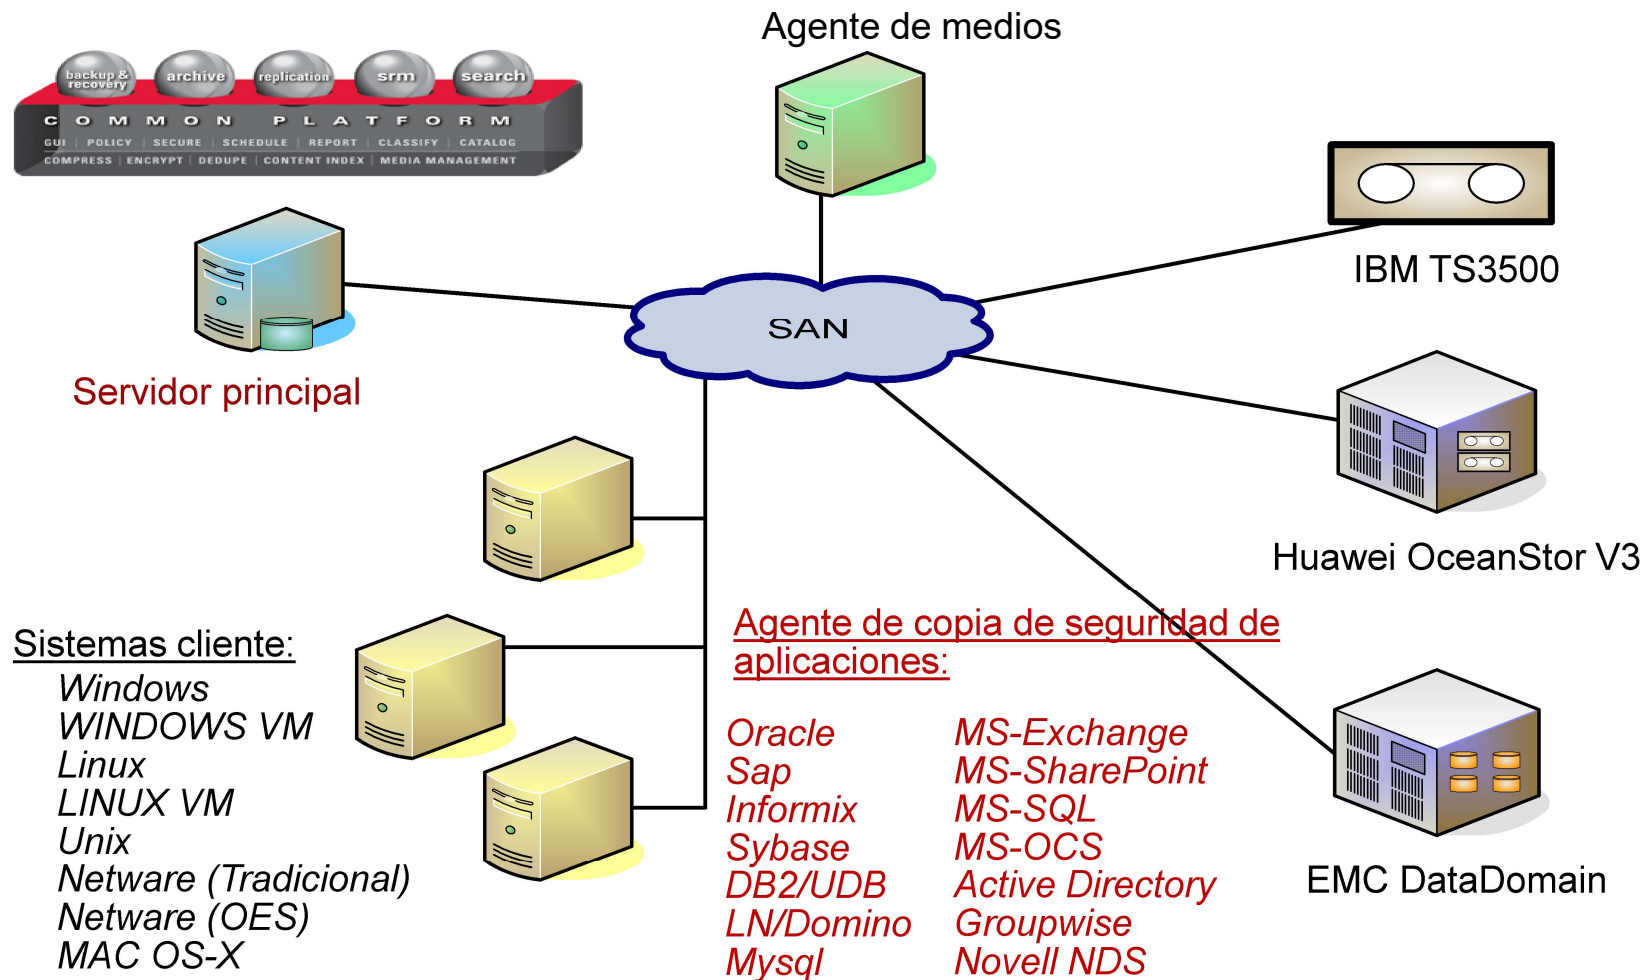 Agente de medios
backup &
recovery
archive
replication
srm
search
COMMON PLATFORM
GUI | POLICY | SECURE | SCHEDULE | REPORT | CLASSIFY | CATALOG
COMPRESS | ENCRYPT | DEDUPE | CONTENT INDEX | MEDIA MANAGEMENT
IBM TS3500
SAN
Servidor principal
Huawei OceanStor V3
Sistemas cliente:
Windows
WINDOWS VM
Linux
LINUX VM
Unix
Netware (Tradicional)
Netware (OES)
MAC OS-X
Agente de copia de seguridad de
aplicaciones:
Oracle
Sap
Informix
Sybase
DB2/UDB
LN/Domino
Mysql
MS-Exchange
MS-SharePoint
MS-SQL
MS-OCS
Active Directory
Groupwise
Novell NDS
EMC DataDomain